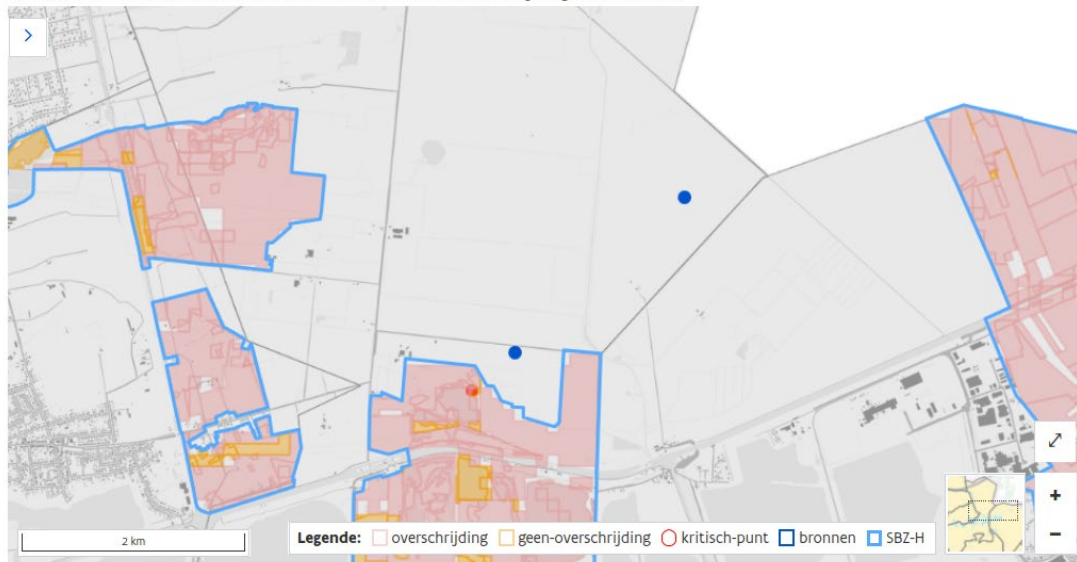 2 km
Legende: overschrijding geen-overschrijding kritisch-punt bronnen SBZ-H
+
−